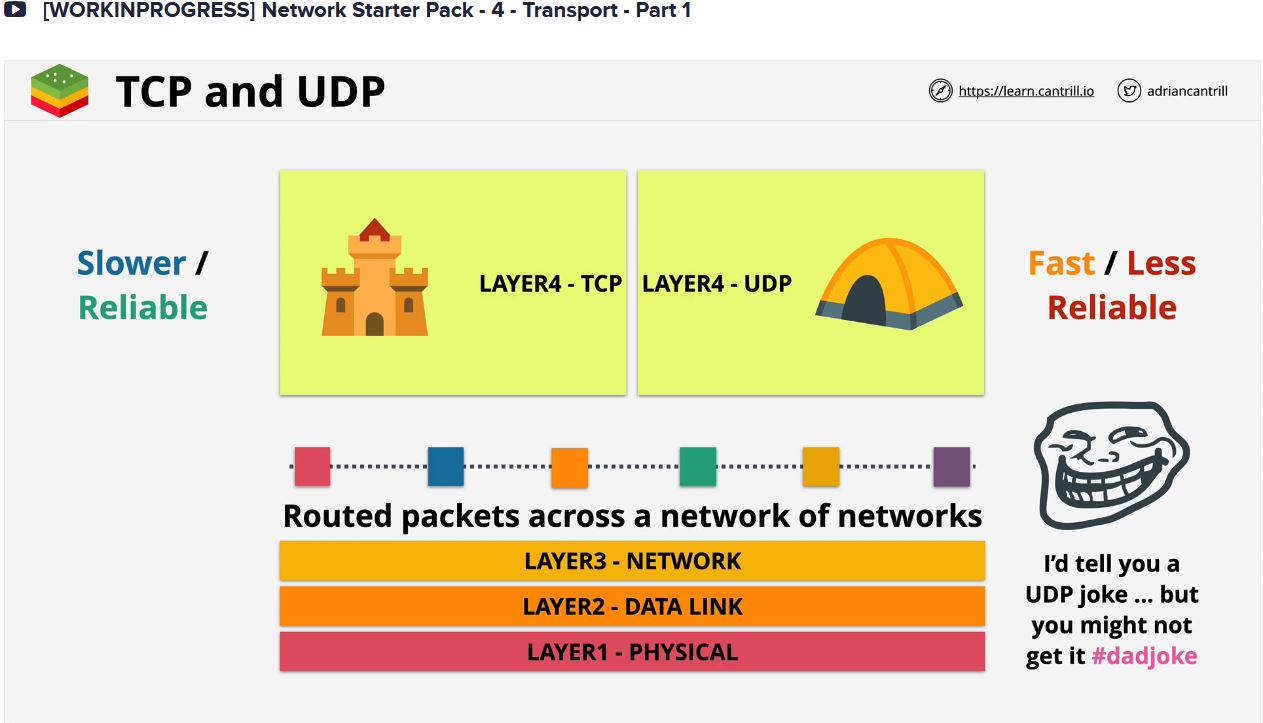 [WORKINPROGRESS] Network Starter Pack - 4 - Transport - Part 1
TCP and UDP
https://learn.cantrill.io
adriancantrill
Slower /
Reliable
LAYER4 - TCP
LAYER4 - UDP
Fast / Less
Reliable
Routed packets across a network of networks
LAYER3 - NETWORK
LAYER2 - DATA LINK
LAYER1 - PHYSICAL
I'd tell you a
UDP joke ... but
you might not
get it #dadjoke